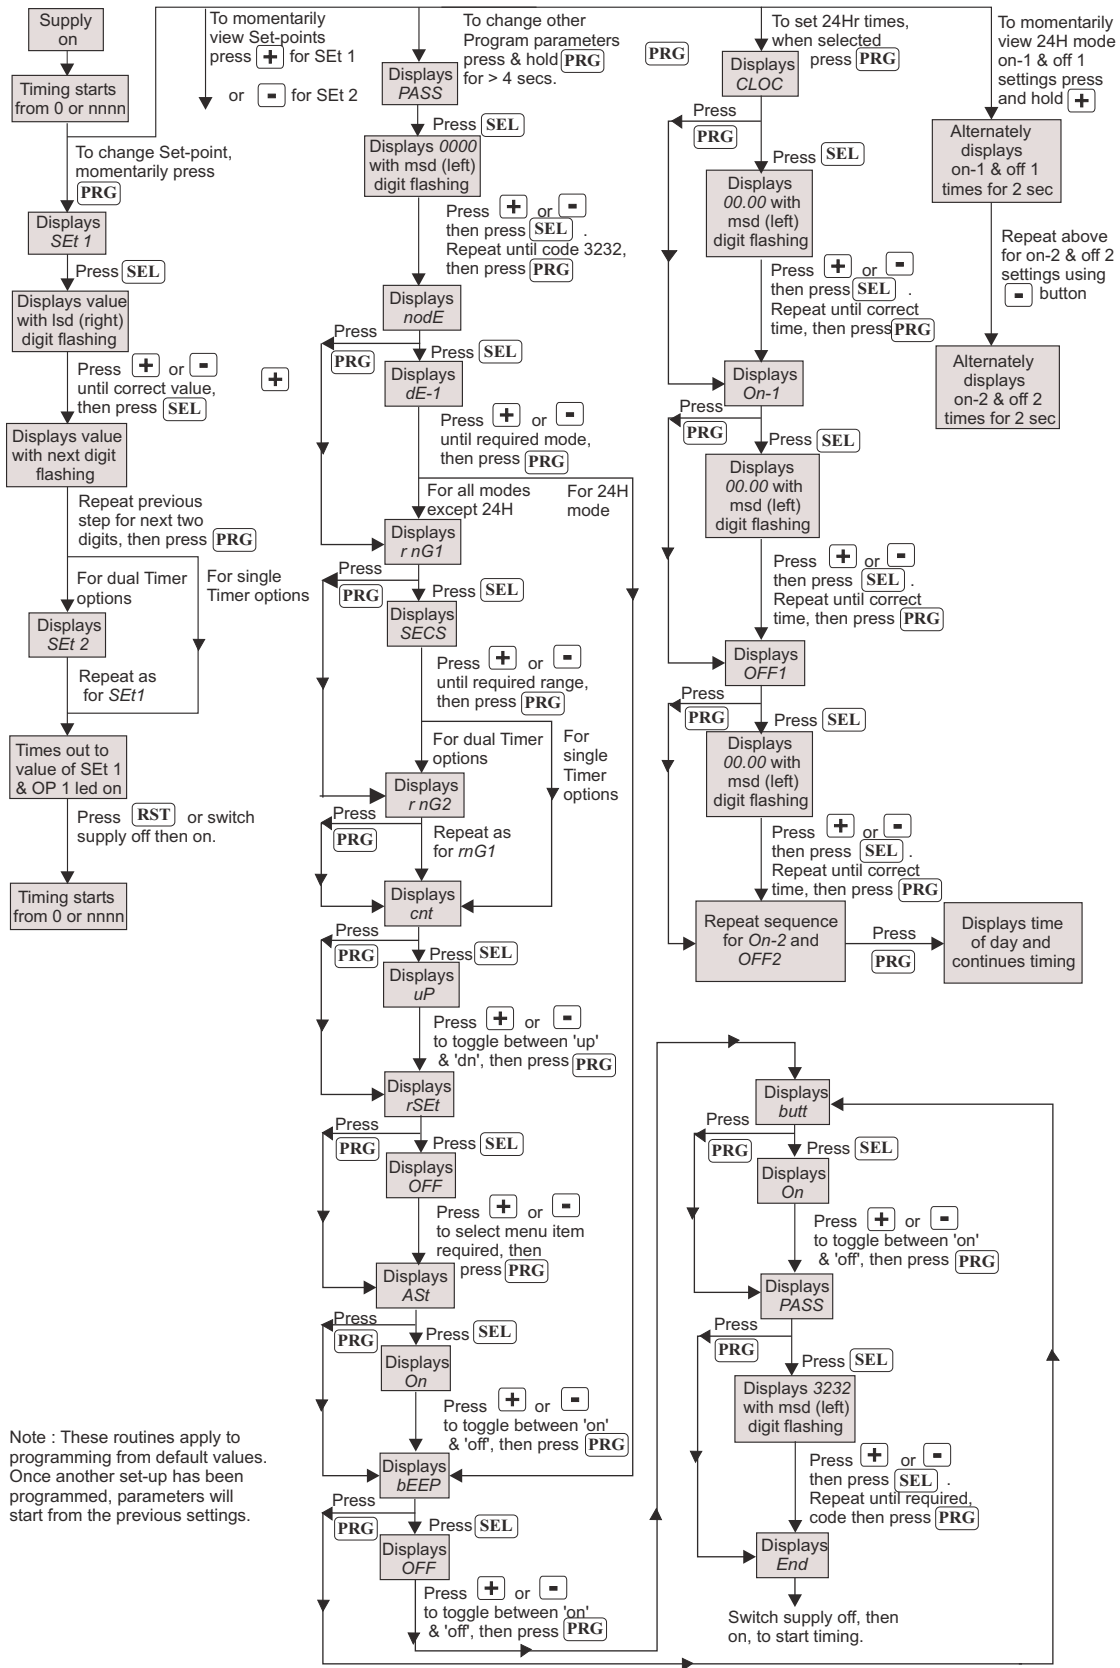 Supply
on
Timing starts
from 0 or nnnn
To change Set-point,
momentarily press
PRG
Displays
SEt 1
Press SEL
Displays value
with lsd (right)
digit flashing
Press + or -
until correct value,
then press SEL
+
Displays value
with next digit
flashing
Repeat previous
step for next two
digits, then press PRG
For dual Timer
options
For single
Timer options
Displays
SEt 2
Repeat as
for SEt1
Times out to
value of SEt 1
& OP 1 led on
Press RST or switch
supply off then on.
Timing starts
from 0 or nnnn
Note : These routines apply to
programming from default values.
Once another set-up has been
programmed, parameters will
start from the previous settings.
To momentarily
view Set-points
press + for SEt 1
or - for SEt 2
To change other
Program parameters
press & hold PRG
for > 4 secs.
PRG
Displays
PASS
Press SEL
Displays 0000
with msd (left)
digit flashing
Press + or -
then press SEL .
Repeat until code 3232,
then press PRG
Displays
nodE
Press
PRG
Press SEL
Displays
dE-1
Press + or -
until required mode,
then press PRG
For all modes
except 24H
For 24H
mode
Displays
r nG1
Press
PRG
Press SEL
Displays
SECS
Press + or -
until required range,
then press PRG
For dual Timer
options
For
single
Timer
options
Displays
r nG2
Press
PRG
Repeat as
for rnG1
Displays
cnt
Press
PRG
Press SEL
Displays
uP
Press + or -
to toggle between 'up'
& 'dn', then press PRG
Displays
rSEt
Press
PRG
Press SEL
Displays
OFF
Press + or -
to select menu item
required, then
press PRG
Displays
ASt
Press
PRG
Press SEL
Displays
On
Press + or -
to toggle between 'on'
& 'off', then press PRG
Displays
bEEP
Press
PRG
Press SEL
Displays
OFF
Press + or -
to toggle between 'on'
& 'off', then press PRG
To set 24Hr times,
when selected
press PRG
Displays
CLOC
PRG
Press SEL
Displays
00.00 with
msd (left)
digit flashing
Press + or -
then press SEL .
Repeat until correct
time, then press PRG
Displays
On-1
Press
PRG
Press SEL
Displays
00.00 with
msd (left)
digit flashing
Press + or -
then press SEL .
Repeat until correct
time, then press PRG
Displays
OFF1
Press
PRG
Press SEL
Displays
00.00 with
msd (left)
digit flashing
Press + or -
then press SEL .
Repeat until correct
time, then press PRG
Repeat sequence
for On-2 and
OFF2
Press
PRG
Displays time
of day and
continues timing
To momentarily
view 24H mode
on-1 & off 1
settings press
and hold +
Alternately
displays
on-1 & off 1
times for 2 sec
Repeat above
for on-2 & off 2
settings using
- button
Alternately
displays
on-2 & off 2
times for 2 sec
Displays
butt
Press
PRG
Press SEL
Displays
On
Press + or -
to toggle between 'on'
& 'off', then press PRG
Displays
PASS
Press
PRG
Press SEL
Displays 3232
with msd (left)
digit flashing
Press + or -
then press SEL .
Repeat until required,
code then press PRG
Displays
End
Switch supply off, then
on, to start timing.